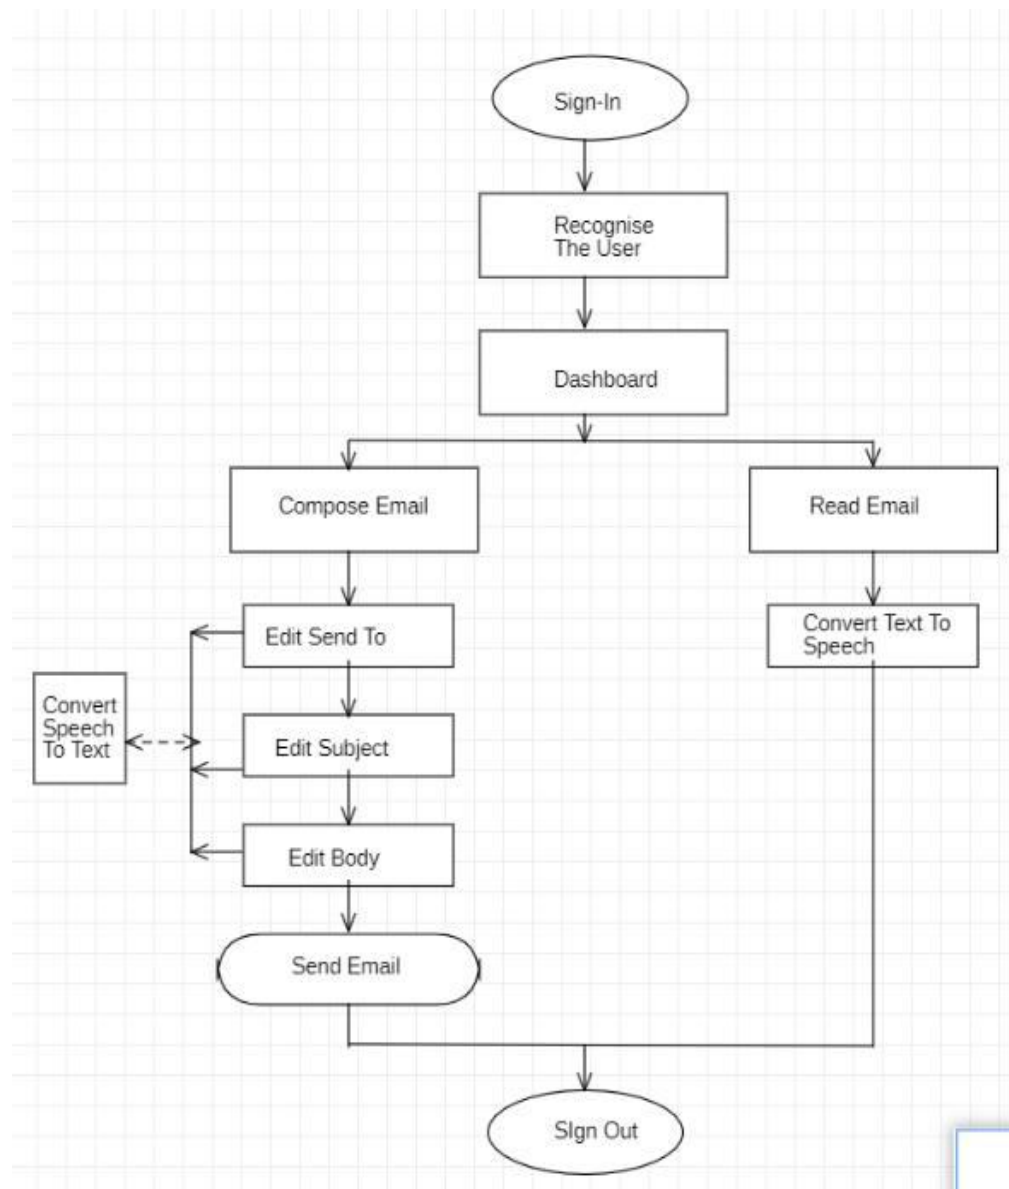 Sign-In
Recognise
The User
Dashboard
Compose Email
Read Email
Edit Send To
Convert Text To
Speech
Convert
Speech
To Text
Edit Subject
Edit Body
Send Email
SIgn Out